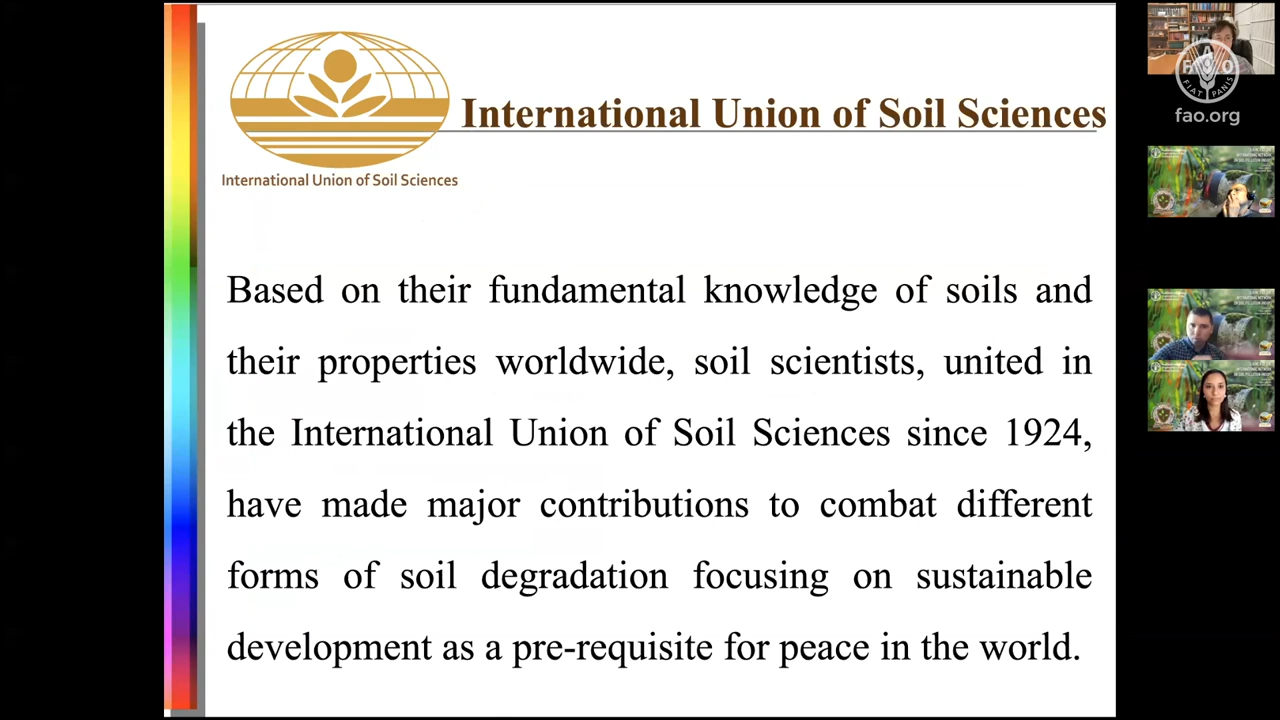 International Union of Soil Sciences
International Union of Soil Sciences
Based on their fundamental knowledge of soils and
their properties worldwide, soil scientists, united in
the International Union of Soil Sciences since 1924,
have made major contributions to combat different
forms of soil degradation focusing on sustainable
development as a pre-requisite for peace in the world.
F A O
FIAT PANIS
fao.org